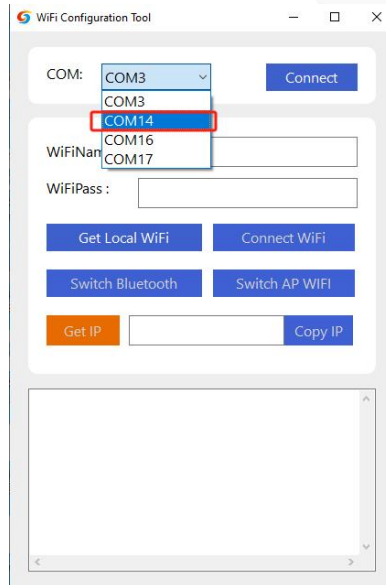 WiFi Configuration Tool
COM: COM3 Connect
COM3
COM14
COM16
COM17
WiFiNam
WiFiPass :
Get Local WiFi Connect WiFi
Switch Bluetooth Switch AP WIFI
Get IP Copy IP